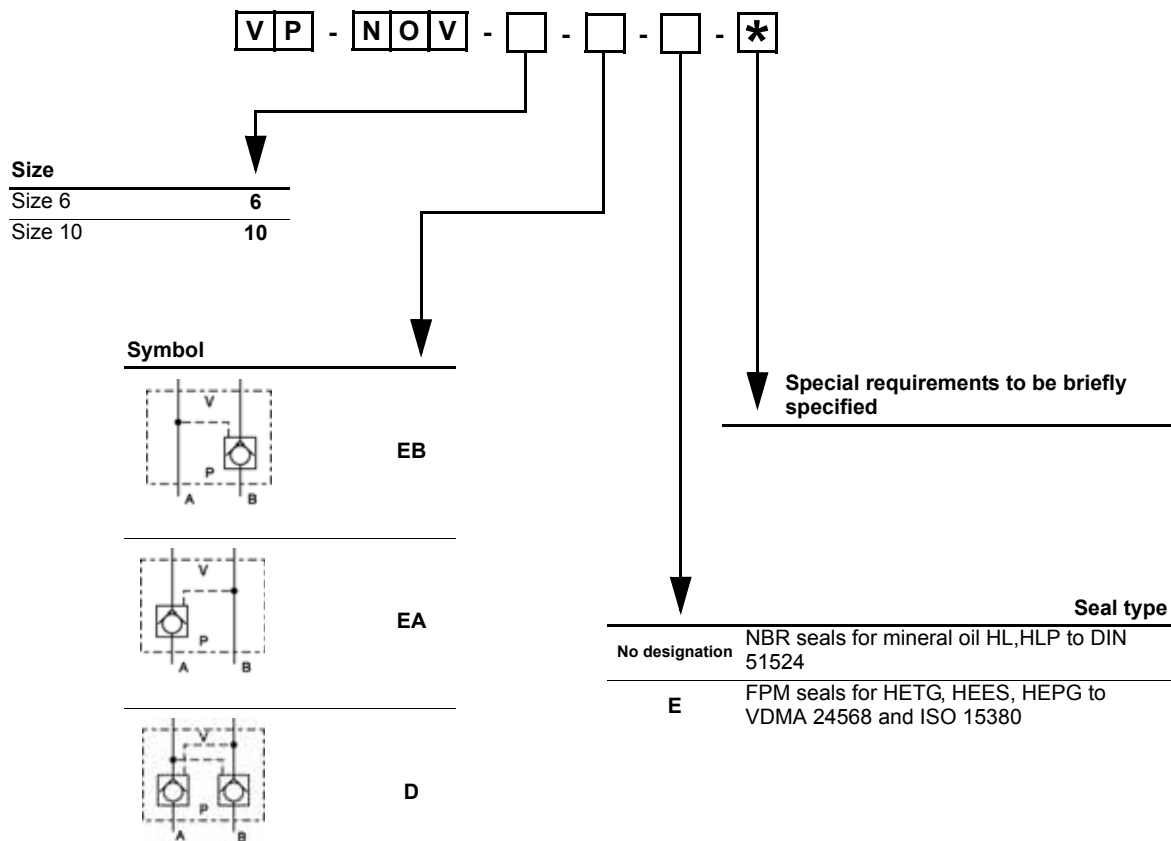 V P - N O V - - - - *
Size
Size 6 6
Size 10 10
Symbol
V
P
A B
EB
V
P
A B
EA
V
P
A B
D
Special requirements to be briefly
specified
Seal type
No designation NBR seals for mineral oil HL,HLP to DIN
51524
E FPM seals for HETG, HEES, HEPG to
VDMA 24568 and ISO 15380